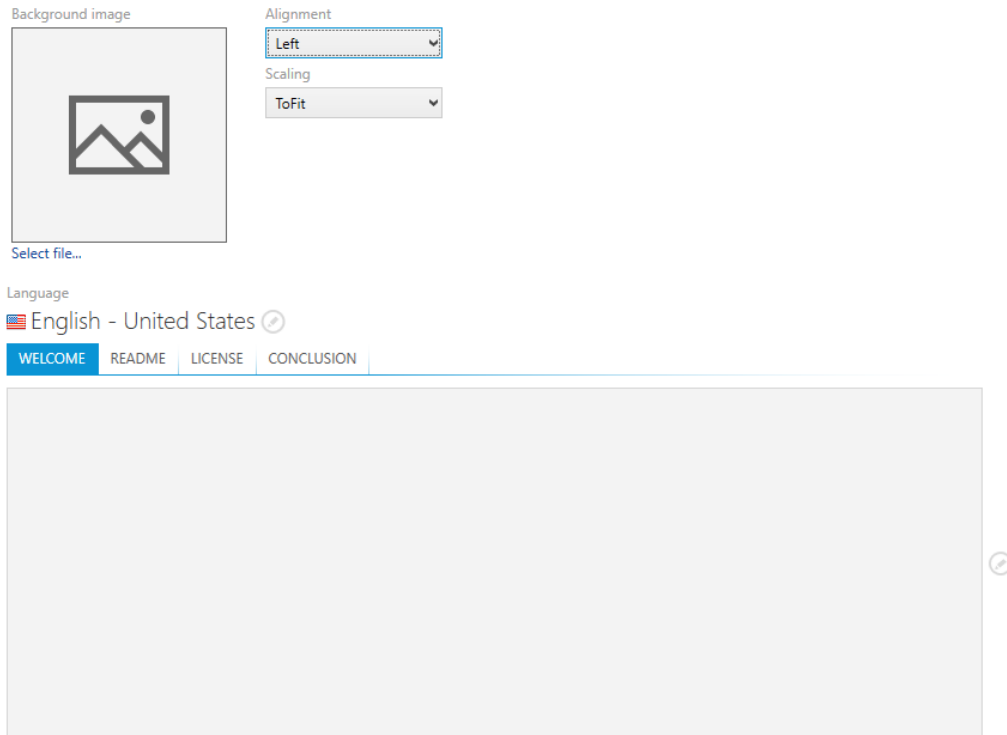 Background image
Alignment
Left
Scaling
ToFit
Select file...
Language
English - United States
WELCOME README LICENSE CONCLUSION